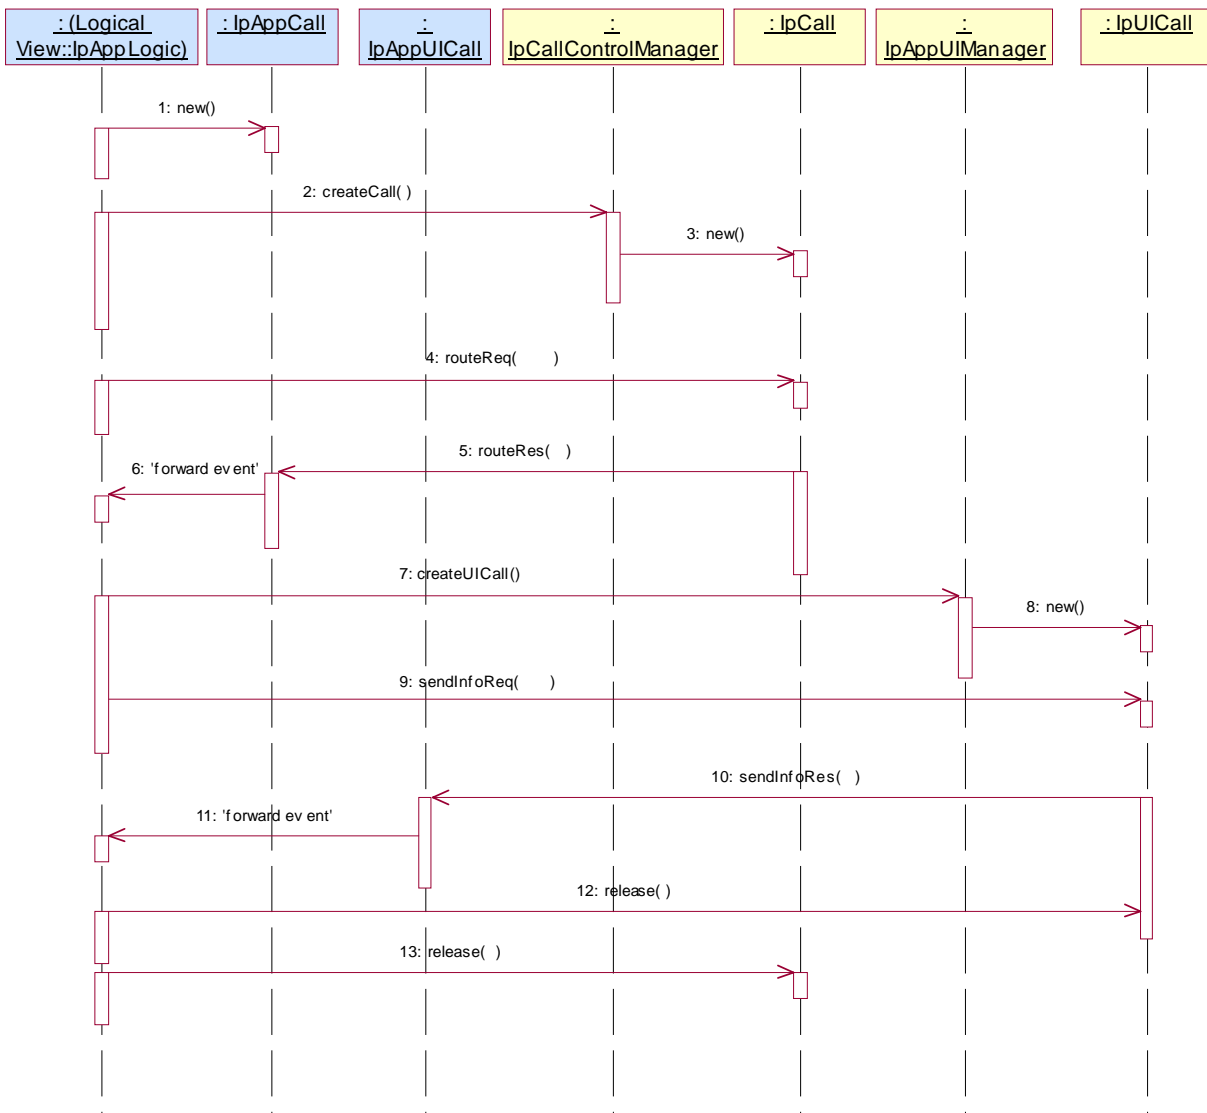 : (Logical
View::IpAppLogic)
: IpAppCall
:
IpAppUICall
:
IpCallControlManager
: IpCall
:
IpAppUIManager
: IpUICall
1: new()
2: createCall( )
3: new()
4: routeReq( )
5: routeRes( )
6: 'forward event'
7: createUICall()
8: new()
9: sendInfoReq( )
10: sendInfoRes( )
11: 'forward event'
12: release( )
13: release( )